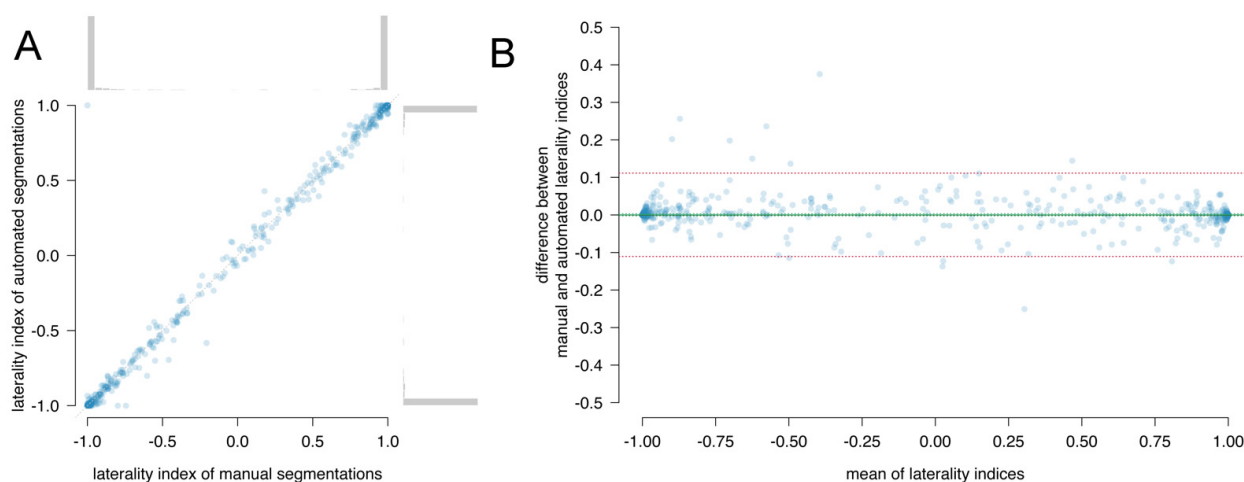 A
laterality index of automated segmentations
1.0
0.5
0.0
-0.5
-1.0
-1.0 -0.5 0.0 0.5 1.0
laterality index of manual segmentations
B
difference between
manual and automated laterality indices
0.5
0.4
0.3
0.2
0.1
0.0
-0.1
-0.2
-0.3
-0.4
-0.5
-1.00 -0.75 -0.50 -0.25 0.00 0.25 0.50 0.75 1.00
mean of laterality indices